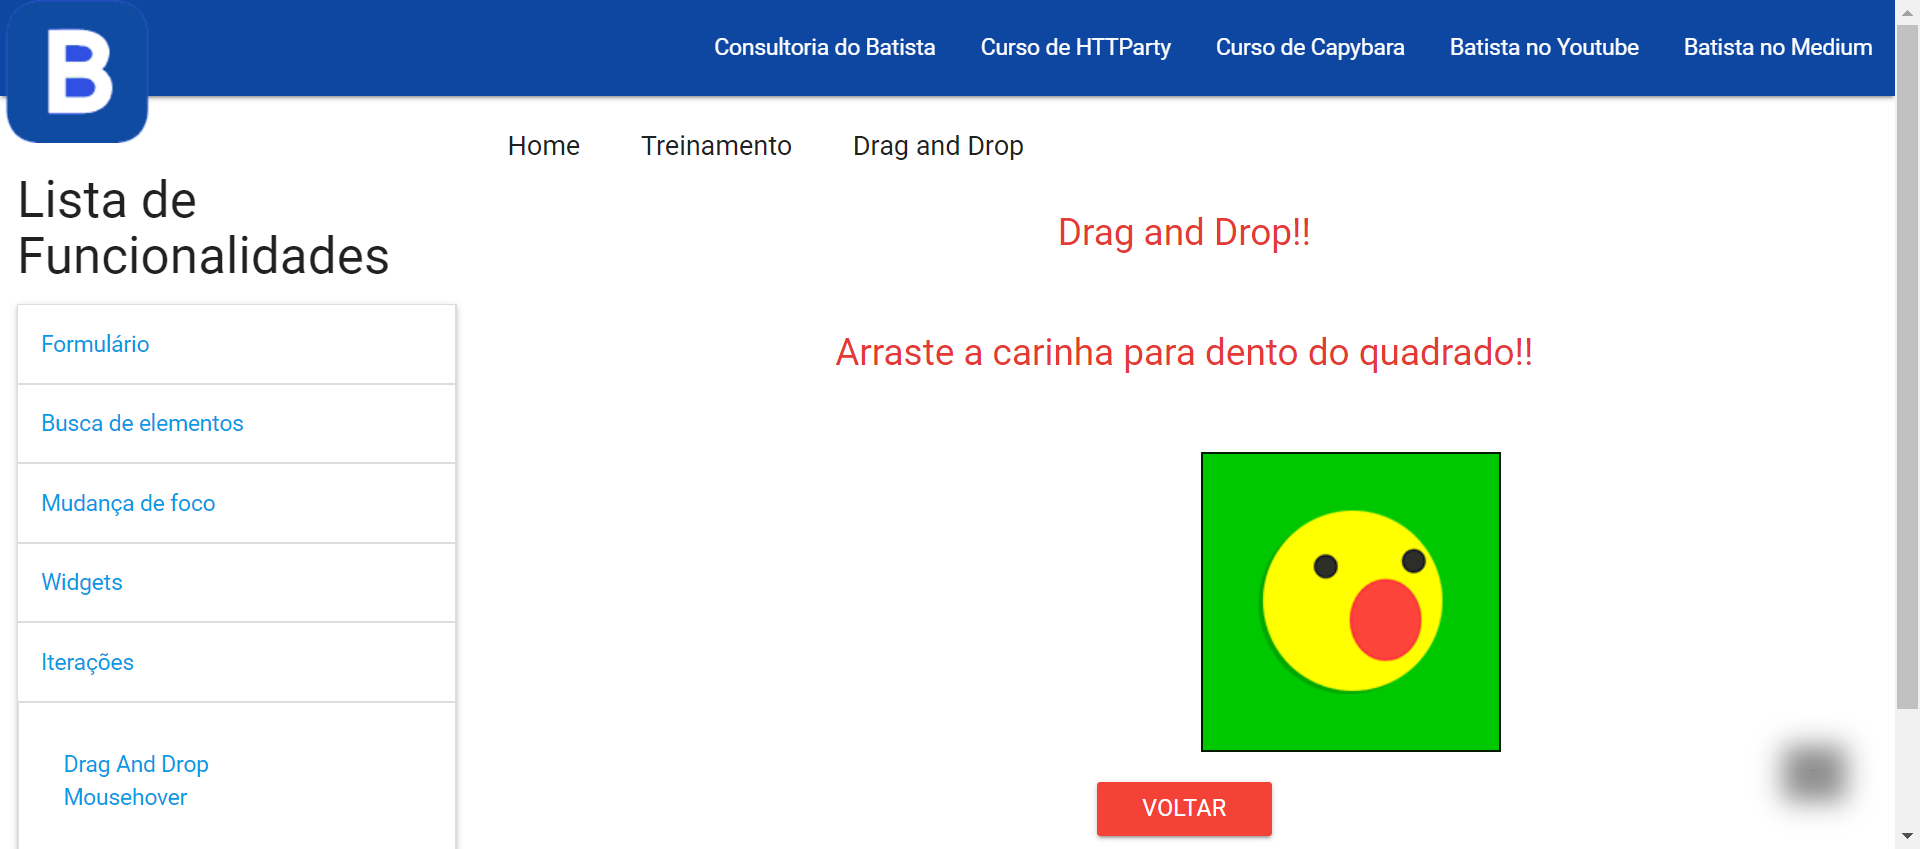 B
Consultoria do Batista
Curso de HTTParty
Curso de Capybara
Batista no Youtube
Batista no Medium
Home
Treinamento
Drag and Drop
Lista de
Funcionalidades
Formulário
Busca de elementos
Mudança de foco
Widgets
Iterações
Drag And Drop
Mousehover
Drag and Drop!!
Arraste a carinha para dento do quadrado!!
VOLTAR